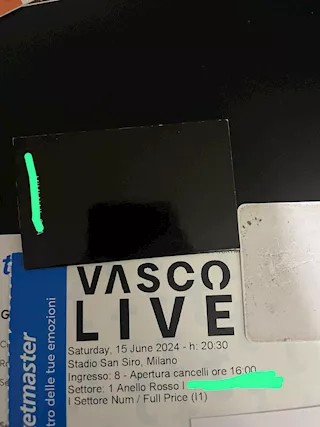 VASCO
LIVE
Saturday, 15 June 2024 - h: 20:30
Stadio San Siro, Milano
Ingresso: 8 - Apertura cancelli ore 16:00
Settore: 1 Anello Rosso I
i Settore Num / Full Price (I1)
etmaster
tro delle tue emozioni